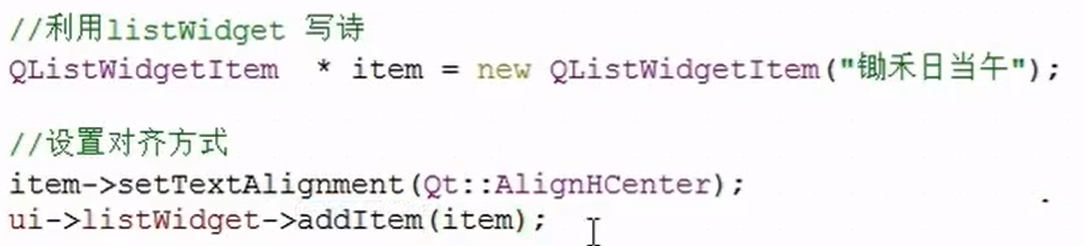 //利用listWidget 写诗
QListWidgetItem  * item = new QListWidgetItem("锄禾日当午");
//设置对齐方式
item->setTextAlignment(Qt::AlignHCenter);
ui->listWidget->addItem(item);